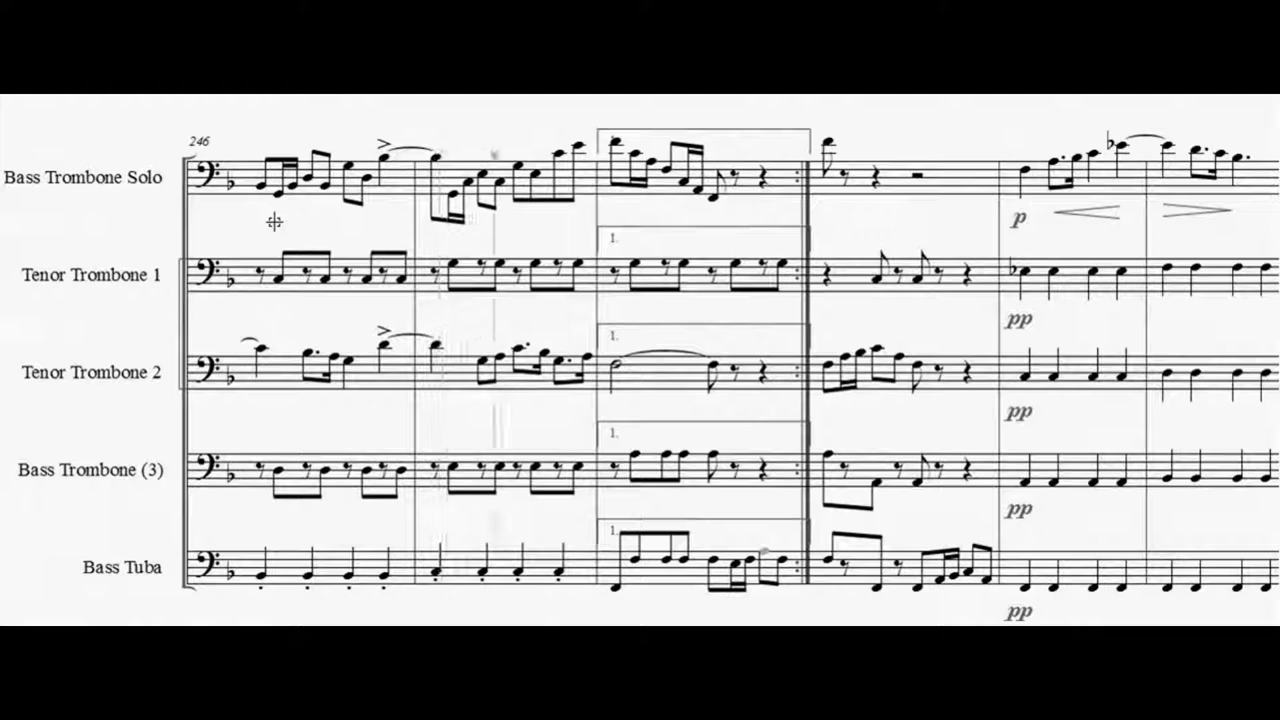 246
Bass Trombone Solo
p
1.
Tenor Trombone 1
pp
1.
Tenor Trombone 2
pp
1.
Bass Trombone (3)
pp
1.
Bass Tuba
pp